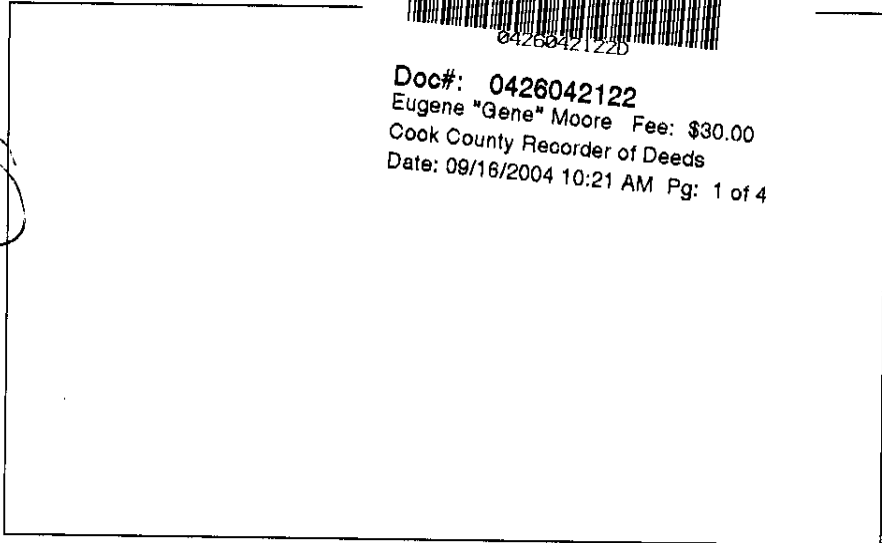 0426042122D
Doc#: 0426042122
Eugene "Gene" Moore Fee: $30.00
Cook County Recorder of Deeds
Date: 09/16/2004 10:21 AM Pg: 1 of 4